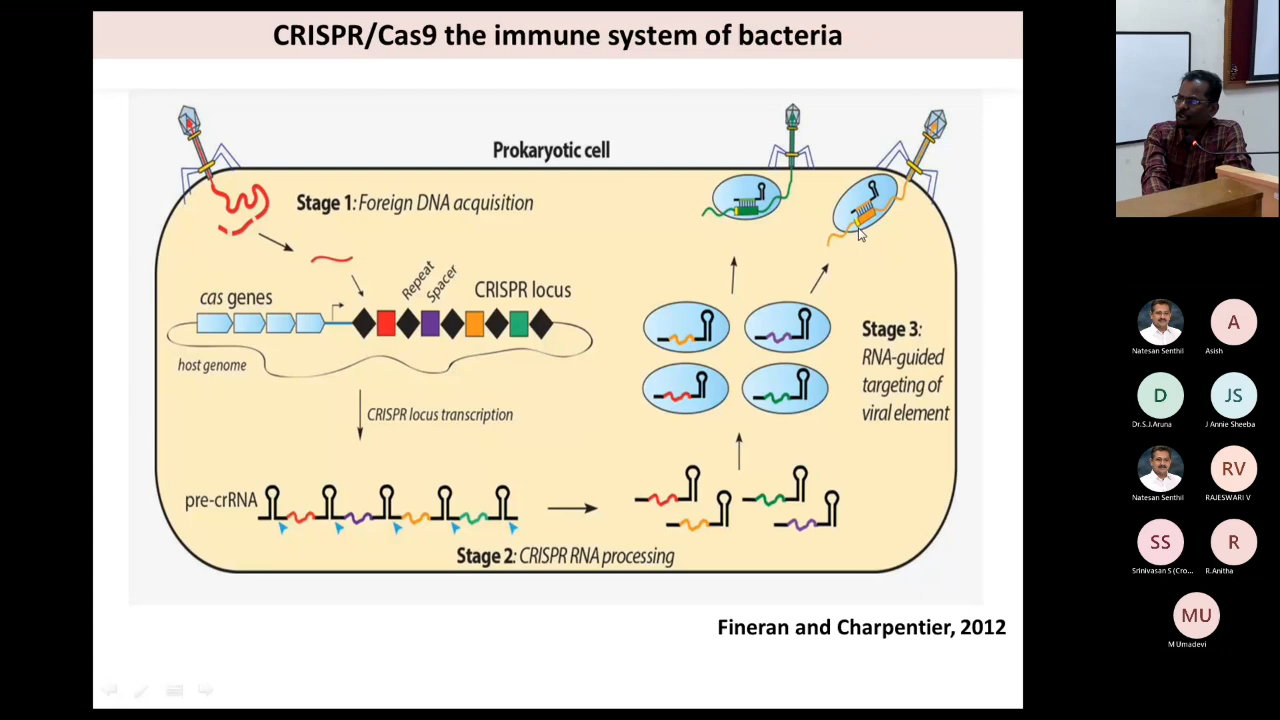 CRISPR/Cas9 the immune system of bacteria
Prokaryotic cell
Stage 1: Foreign DNA acquisition
cas genes
Repeat
Spacer
CRISPR locus
host genome
CRISPR locus transcription
pre-crRNA
Stage 2: CRISPR RNA processing
Stage 3:
RNA-guided
targeting of
viral element
Fineran and Charpentier, 2012
Natesan Senthil
A
Asish
D
Dr.S.J.Aruna
JS
J Annie Sheeba
Natesan Senthil
RV
RAJESWARI V
SS
Srinivasan S (Cro...
R
R.Anitha
MU
M Umadevi